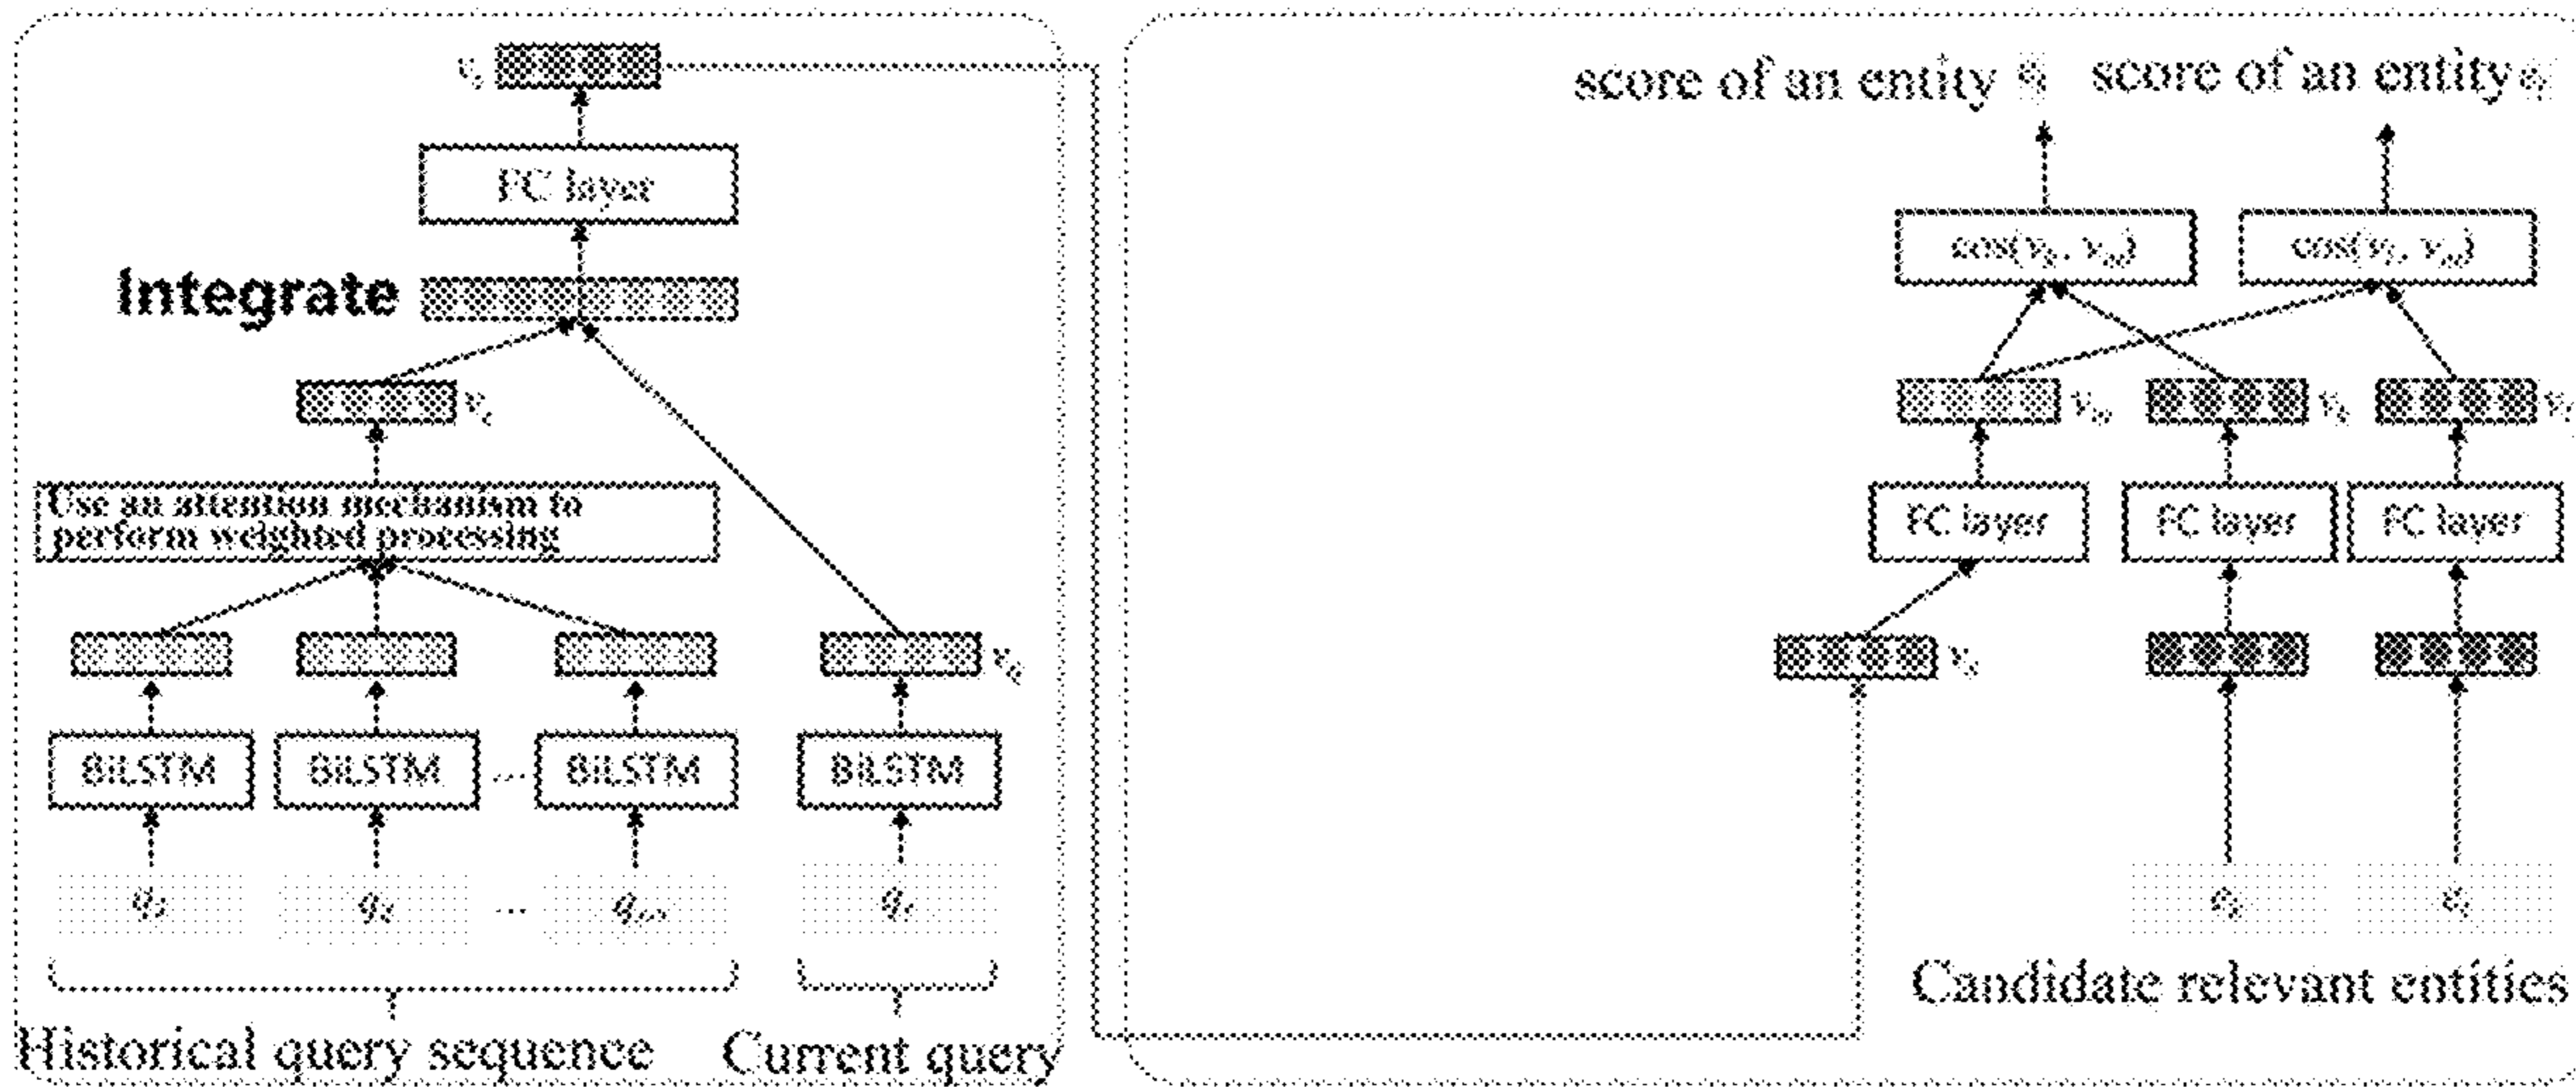 score of an entity
score of an entity
FC layer
cos(
cos(
Integrate
Use an attention mechanism to
perform weighted processing
FC layer
FC layer
FC layer
BiLSTM
BiLSTM
...
BiLSTM
BiLSTM
...
Candidate relevant entities
Historical query sequence
Current query